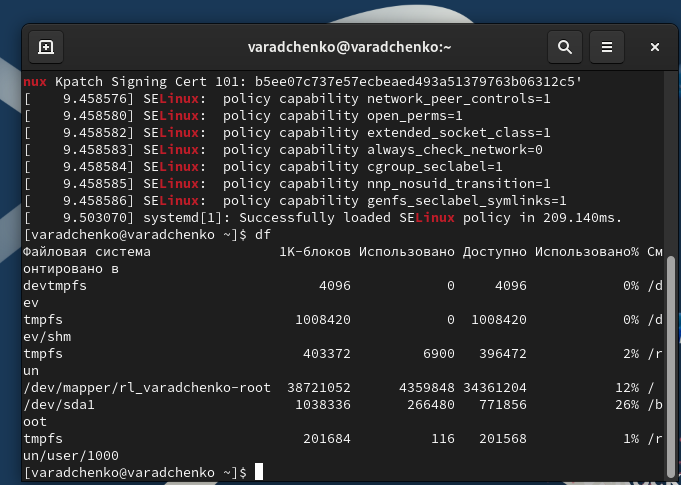 varadchenko@varadchenko:~
nux Kpatch Signing Cert 101: b5ee07c737e57ecbeaed493a51379763b06312c5'
[    9.458576] SELinux:  policy capability network_peer_controls=1
[    9.458580] SELinux:  policy capability open_perms=1
[    9.458582] SELinux:  policy capability extended_socket_class=1
[    9.458583] SELinux:  policy capability always_check_network=0
[    9.458584] SELinux:  policy capability cgroup_seclabel=1
[    9.458585] SELinux:  policy capability nnp_nosuid_transition=1
[    9.458586] SELinux:  policy capability genfs_seclabel_symlinks=1
[    9.503070] systemd[1]: Successfully loaded SELinux policy in 209.140ms.
[varadchenko@varadchenko ~]$ df
Файловая система                1K-блоков Использовано Доступно Использовано% См
онтировано в
devtmpfs                             4096            0     4096            0% /d
ev
tmpfs                             1008420            0  1008420            0% /d
ev/shm
tmpfs                              403372         6900   396472            2% /r
un
/dev/mapper/rl_varadchenko-root  38721052      4359848 34361204           12% /
/dev/sda1                         1038336       266480   771856           26% /b
oot
tmpfs                              201684          116   201568            1% /r
un/user/1000
[varadchenko@varadchenko ~]$